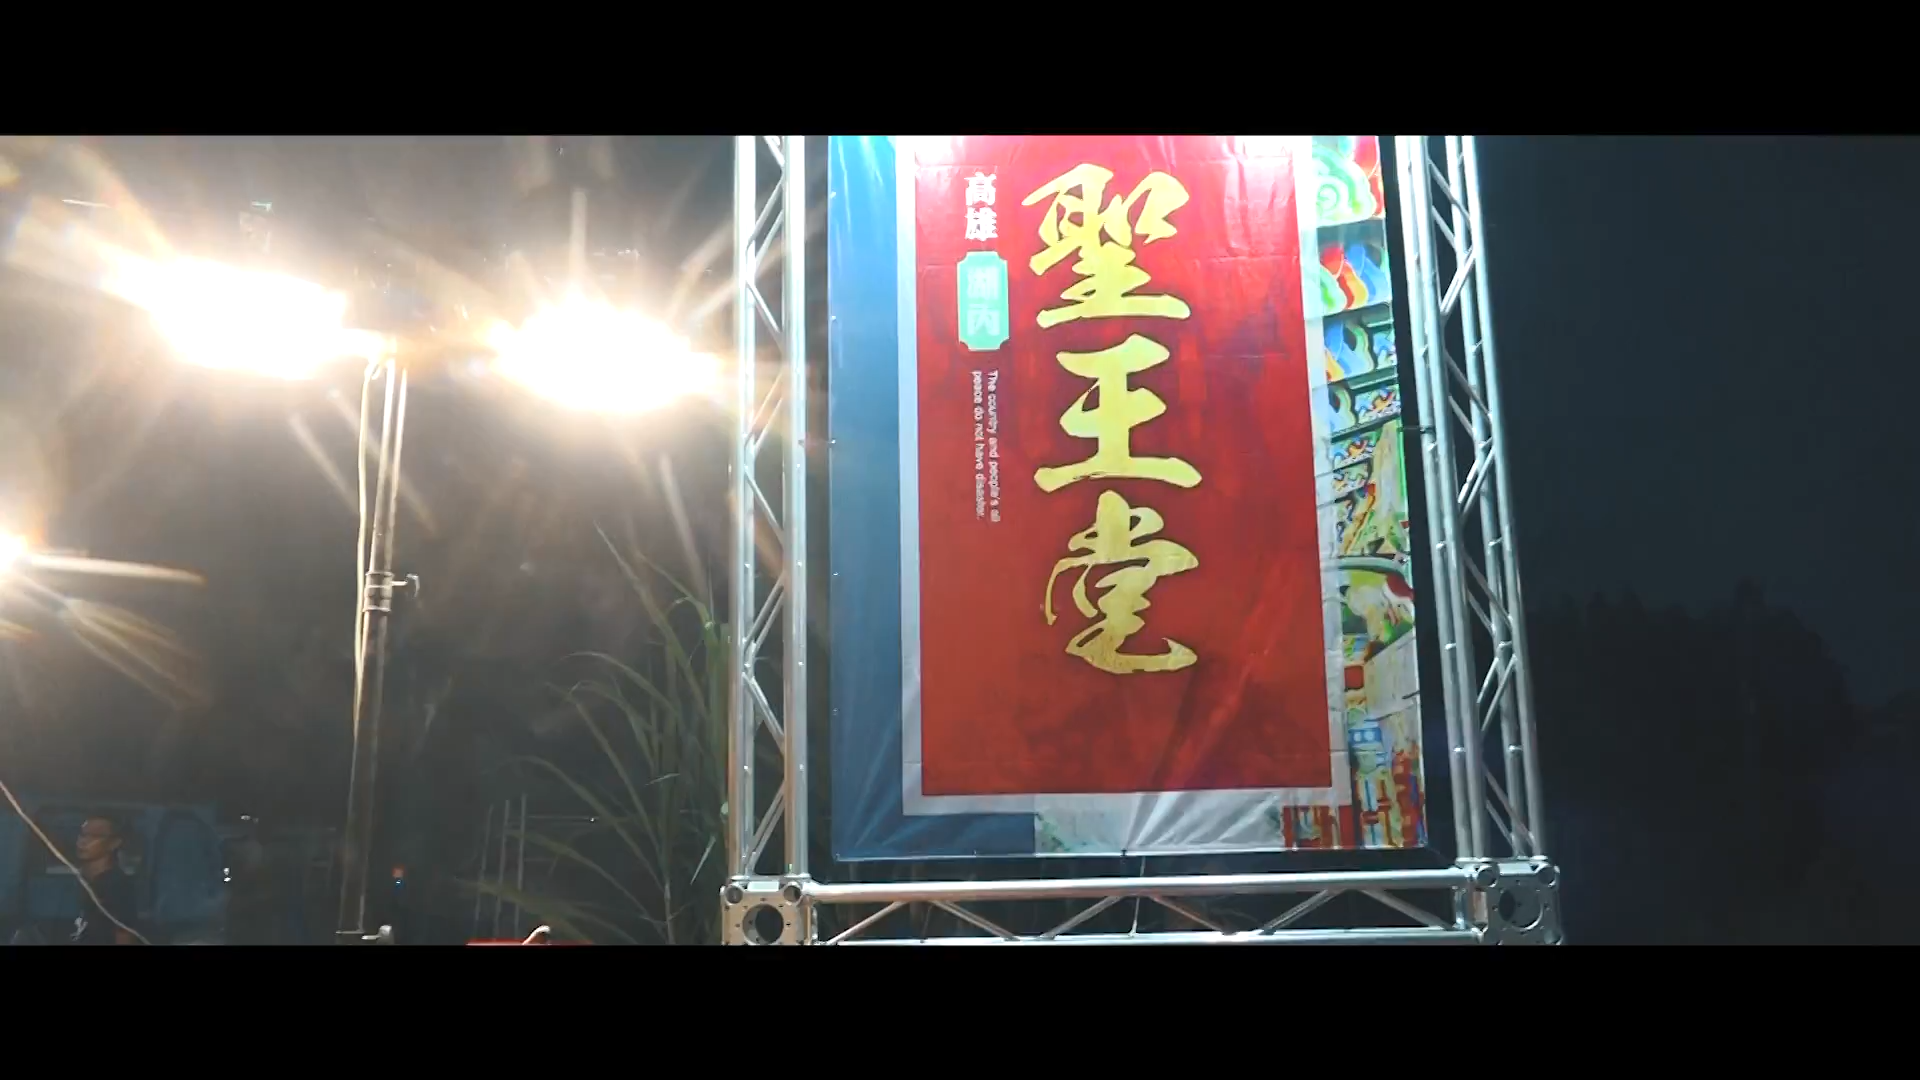 聖王堂
高雄
湖內
The country and people's all
peace do not have disaster.